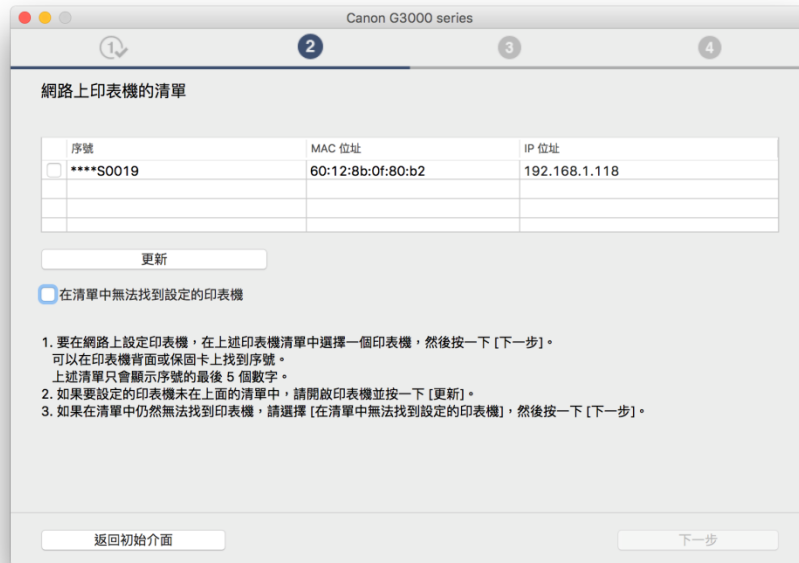 Canon G3000 series
1 2 3 4
網路上印表機的清單
序號 MAC 位址 IP 位址
****S0019 60:12:8b:0f:80:b2 192.168.1.118
更新
在清單中無法找到設定的印表機
1. 要在網路上設定印表機，在上述印表機清單中選擇一個印表機，然後按一下 [下一步]。
可以在印表機背面或保固卡上找到序號。
上述清單只會顯示序號的最後 5 個數字。
2. 如果要設定的印表機未在上面的清單中，請開啟印表機並按一下 [更新]。
3. 如果在清單中仍然無法找到印表機，請選擇 [在清單中無法找到設定的印表機]，然後按一下 [下一步]。
返回初始介面 下一步